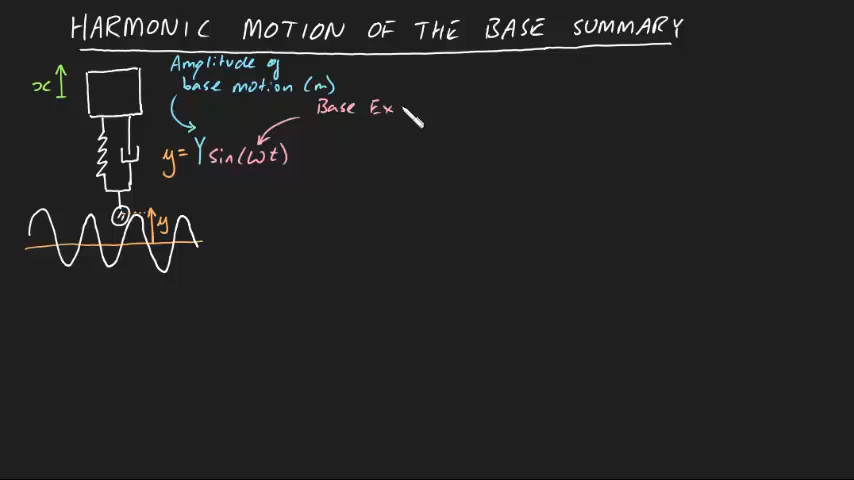 HARMONIC MOTION OF THE BASE SUMMARY
Amplitude of
base motion (m)
x
Base Ex
y = Y sin(ωt)
y